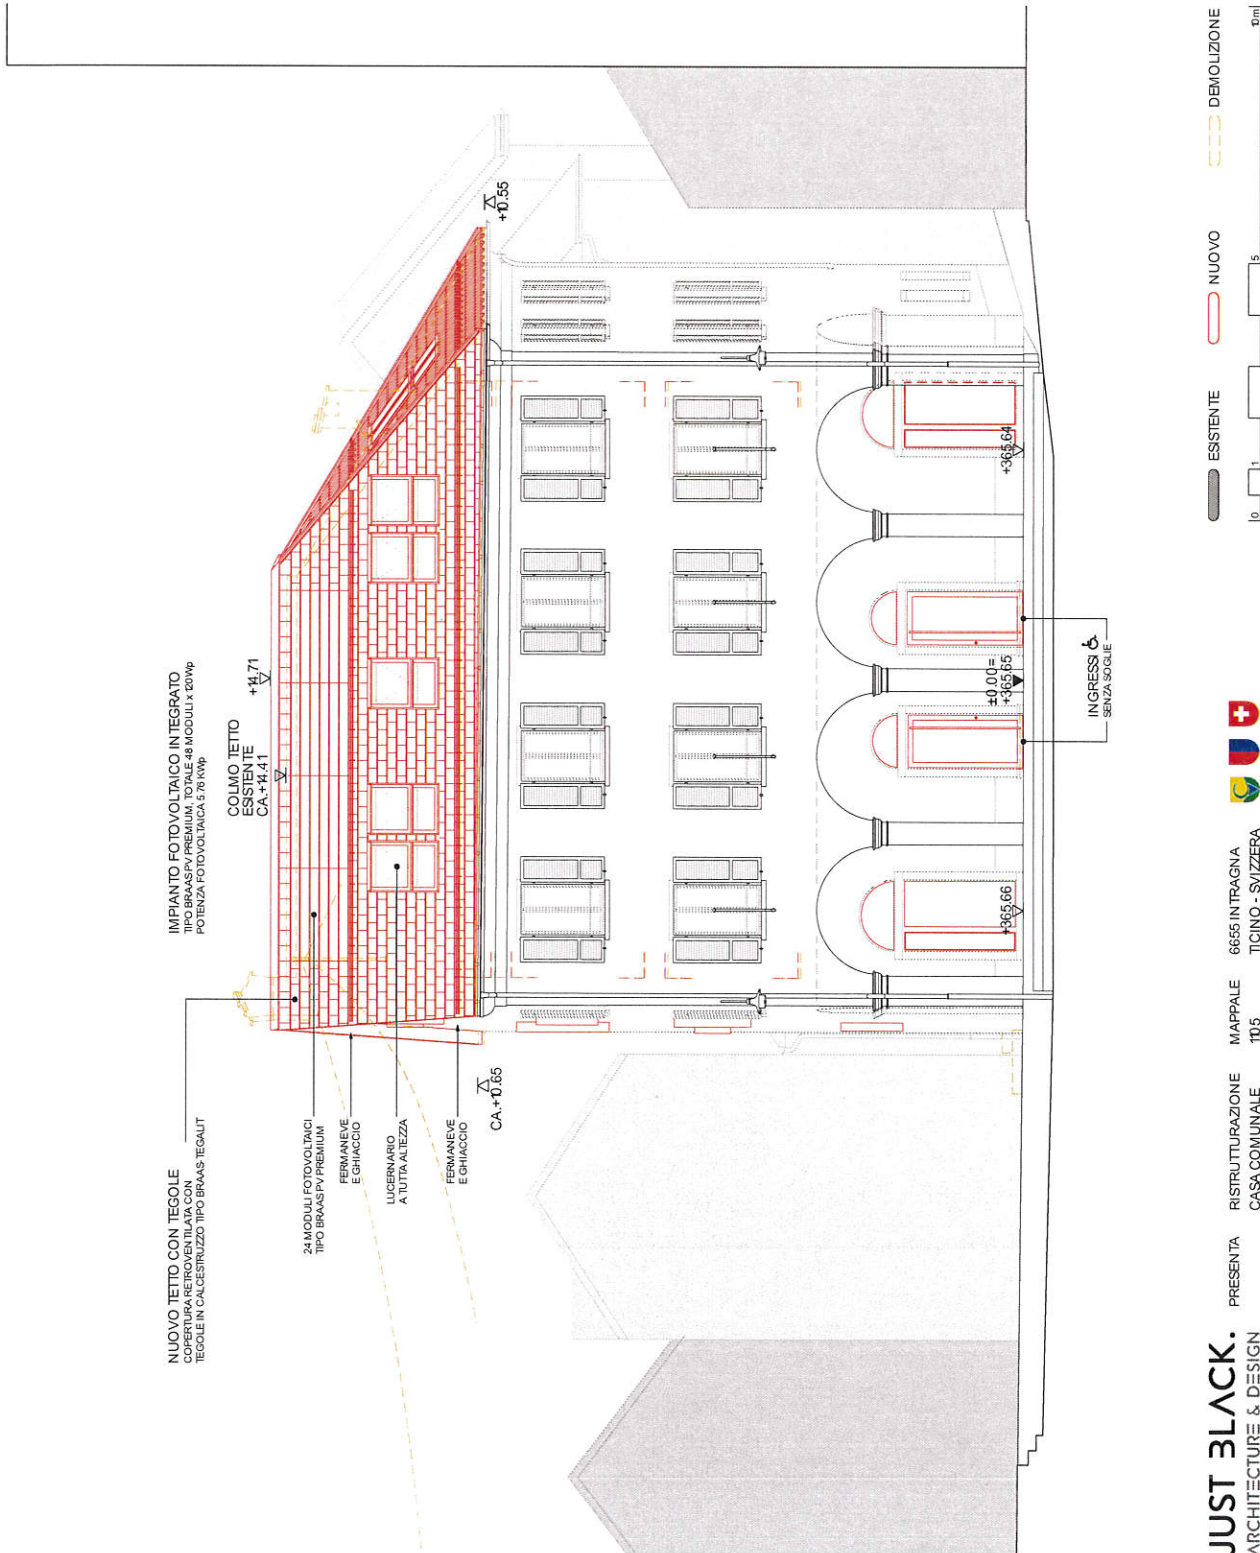 NUOVO TETTO CON TEGOLE
COPERTURA RETROVENTILATA CON
TEGOLE IN CALCESTRUZZO TIPO BRAAS-TEGALIT
IMPIANTO FOTOVOLTAICO INTEGRATO
TIPO BRAAS PV PREMIUM, TOTALE 48 MODULI x 120Wp
POTENZA FOTOVOLTAICA 5.76 KWp
COLMO TETTO
ESISTENTE
CA.+14.41
+14.71
24 MODULI FOTOVOLTAICI
TIPO BRAAS PV PREMIUM
FERMANEVE
E GHIACCIO
LUCERNARIO
A TUTTA ALTEZZA
FERMANEVE
E GHIACCIO
CA.+10.65
+10.55
+365.66
±0.00=
+365.65
+365.64
INGRESSI
SENZA SOGLIE
JUST BLACK.
ARCHITECTURE & DESIGN
PRESENTA
RISTRUTTURAZIONE
CASA COMUNALE
MAPPALE
1105
6655 INTRAGNA
TICINO - SVIZZERA
ESISTENTE
NUOVO
DEMOLIZIONE
0
1
5
10m